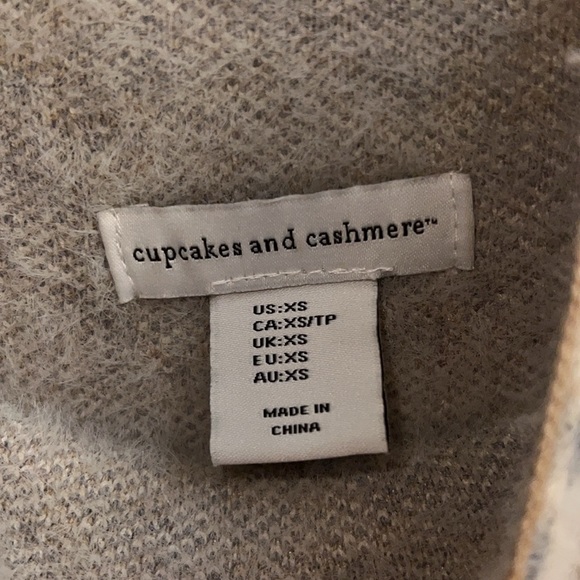 cupcakes and cashmere™
US:XS
CA:XS/TP
UK:XS
EU:XS
AU:XS
MADE IN
CHINA